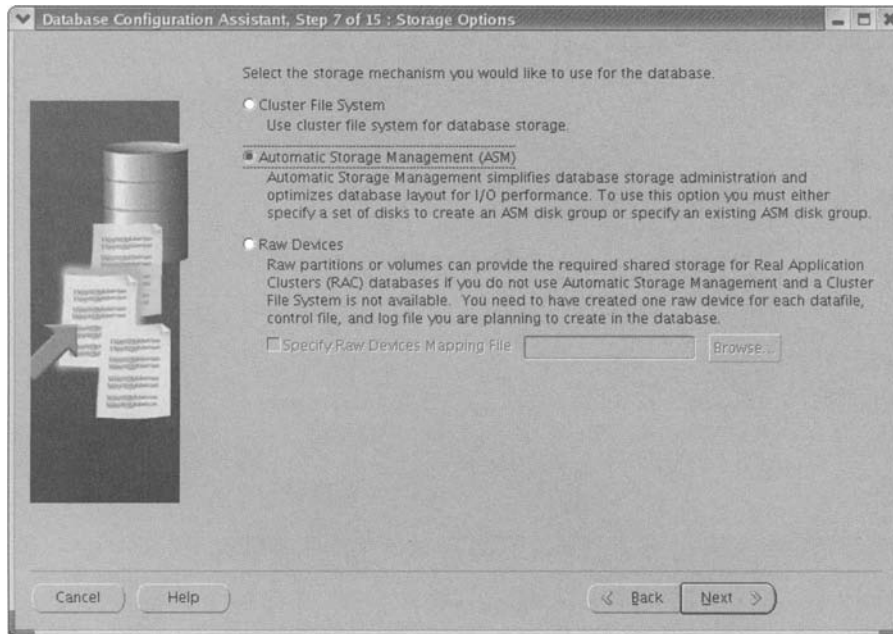 Database Configuration Assistant, Step 7 of 15 : Storage Options
Select the storage mechanism you would like to use for the database.
Cluster File System
Use cluster file system for database storage.
Automatic Storage Management (ASM)
Automatic Storage Management simplifies database storage administration and
optimizes database layout for I/O performance. To use this option you must either
specify a set of disks to create an ASM disk group or specify an existing ASM disk group.
Raw Devices
Raw partitions or volumes can provide the required shared storage for Real Application
Clusters (RAC) databases if you do not use Automatic Storage Management and a Cluster
File System is not available. You need to have created one raw device for each datafile,
control file, and log file you are planning to create in the database.
Specify Raw Devices Mapping File
Browse...
Cancel
Help
Back
Next